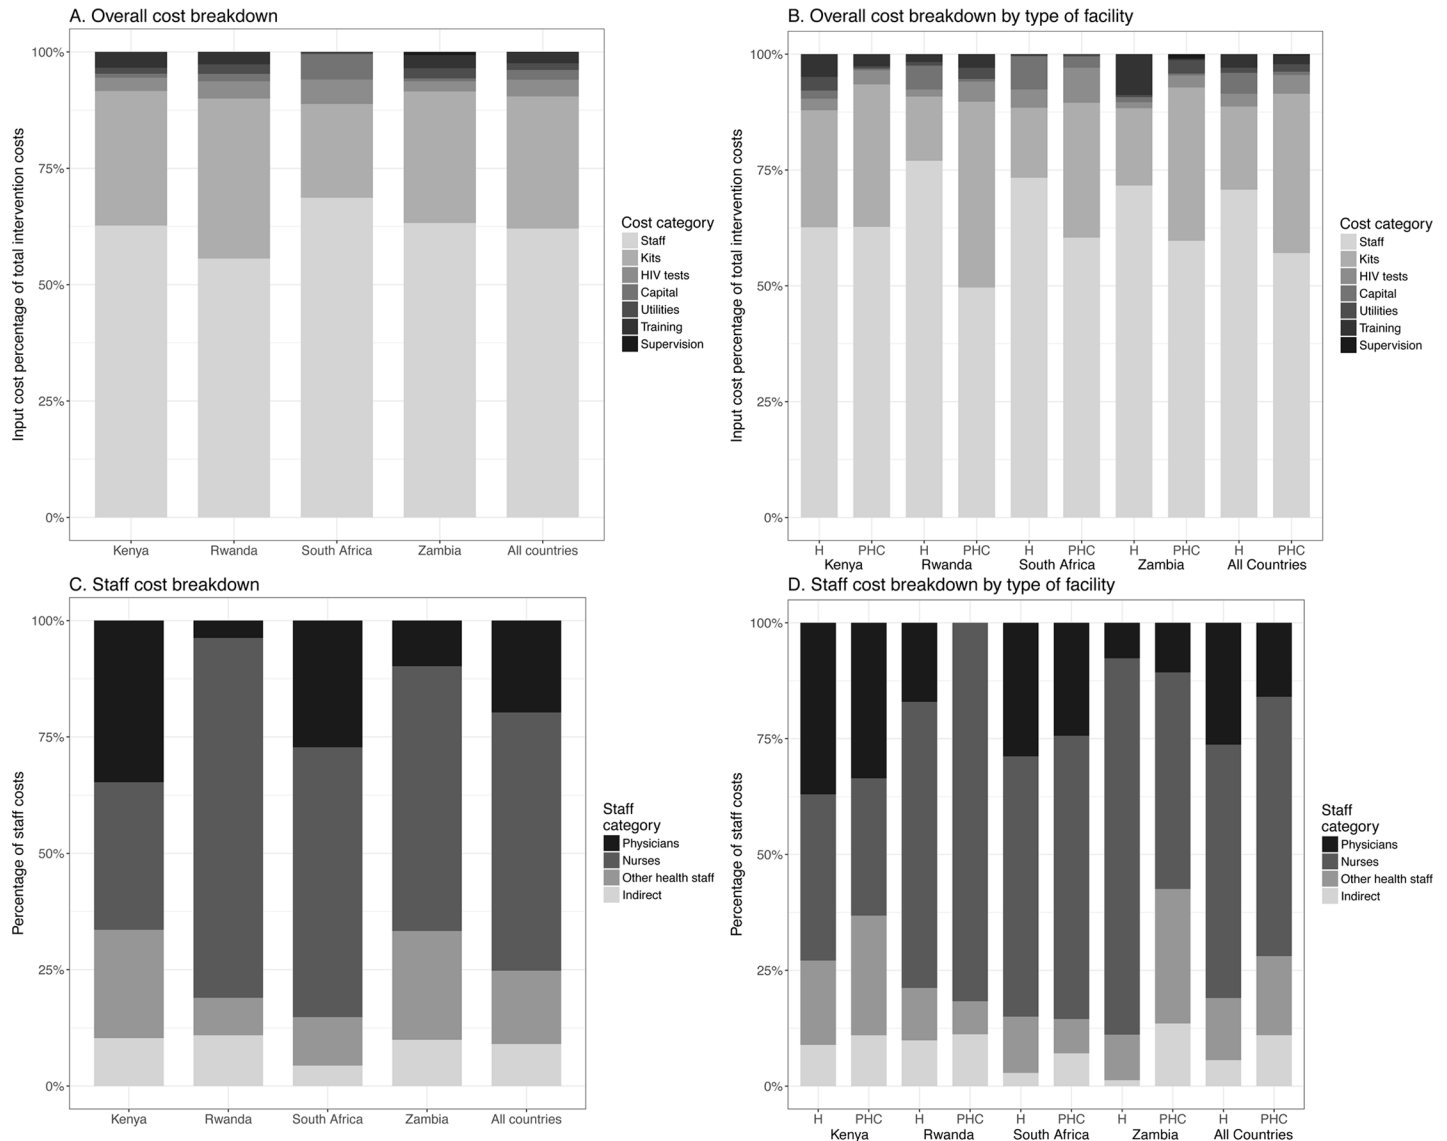 A. Overall cost breakdown
Input cost percentage of total intervention costs
100%
75%
50%
25%
0%
Kenya Rwanda South Africa Zambia All countries
Cost category
Staff
Kits
HIV tests
Capital
Utilities
Training
Supervision
B. Overall cost breakdown by type of facility
Input cost percentage of total intervention costs
100%
75%
50%
25%
0%
H PHC H PHC H PHC H PHC H PHC
Kenya Rwanda South Africa Zambia All Countries
Cost category
Staff
Kits
HIV tests
Capital
Utilities
Training
Supervision
C. Staff cost breakdown
Percentage of staff costs
100%
75%
50%
25%
0%
Kenya Rwanda South Africa Zambia All countries
Staff
category
Physicians
Nurses
Other health staff
Indirect
D. Staff cost breakdown by type of facility
Percentage of staff costs
100%
75%
50%
25%
0%
H PHC H PHC H PHC H PHC H PHC
Kenya Rwanda South Africa Zambia All Countries
Staff
category
Physicians
Nurses
Other health staff
Indirect